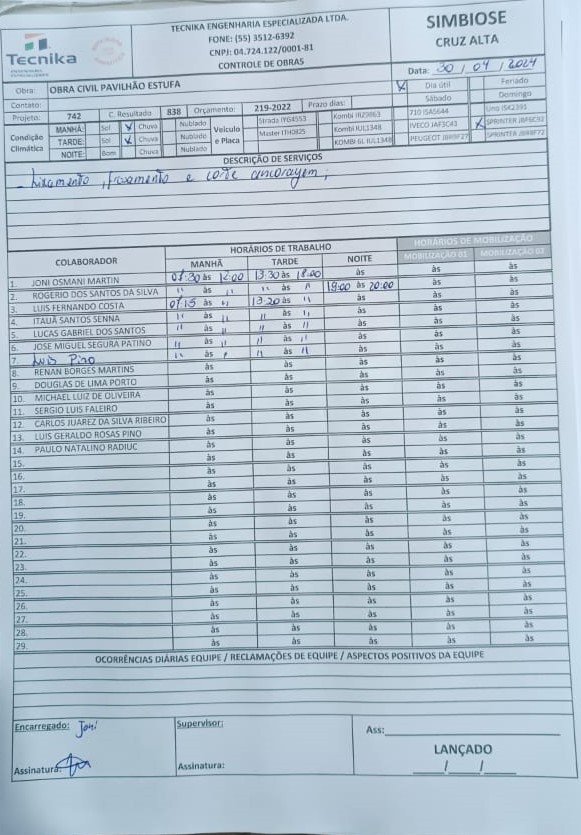 Tecnika
TECNIKA ENGENHARIA ESPECIALIZADA LTDA.
FONE: (55) 3512-6392
CNPJ: 04.724.122/0001-81
CONTROLE DE OBRAS
SIMBIOSE
CRUZ ALTA
Data: 30 / 04 / 2024
Obra: OBRA CIVIL PAVILHÃO ESTUFA
X Dia útil Feriado
Contato: Sábado Domingo
Projeto: 742 C. Resultado 838 Orçamento: 219-2022 Prazo dias:
Condição Climática
MANHÃ: Sol X Chuva Nublado
TARDE: Sol X Chuva Nublado
NOITE: Bom Chuva Nublado
Veículo e Placa
Strada IYG4553 Kombi IRZ9863 710 ISA5644 Uno ISK2391
Master ITH0825 Kombi IUL1348 IVECO JAF3C43 X SPRINTER JBF6C92
KOMBI 6L IUL1348 PEUGEOT JBR9F27 SPRINTER JBR8F72
DESCRIÇÃO DE SERVIÇOS
- e corte ancoragem;
COLABORADOR HORÁRIOS DE TRABALHO HORÁRIOS DE MOBILIZAÇÃO
MANHÃ TARDE NOITE MOBILIZAÇÃO 01 MOBILIZAÇÃO 02
1. JONI OSMANI MARTIN 07:30 às 12:00 13:30 às 18:00 às às às
2. ROGERIO DOS SANTOS DA SILVA " às " " às " 19:00 às 20:00 às às
3. LUIS FERNANDO COSTA 07:15 às " 13:20 às " às às às
4. ITAUÃ SANTOS SENNA " às " " às " às às às
5. LUCAS GABRIEL DOS SANTOS " às " " às " às às às
6. JOSE MIGUEL SEGURA PATINO " às " " às " às às às
7. Luis Pino " às " " às " às às às
8. RENAN BORGES MARTINS às às às às às
9. DOUGLAS DE LIMA PORTO às às às às às
10. MICHAEL LUIZ DE OLIVEIRA às às às às às
11. SERGIO LUIS FALEIRO às às às às às
12. CARLOS JUAREZ DA SILVA RIBEIRO às às às às às
13. LUIS GERALDO ROSAS PINO às às às às às
14. PAULO NATALINO RADIUC às às às às às
15. às às às às às
16. às às às às às
17. às às às às às
18. às às às às às
19. às às às às às
20. às às às às às
21. às às às às às
22. às às às às às
23. às às às às às
24. às às às às às
25. às às às às às
26. às às às às às
27. às às às às às
28. às às às às às
29. às às às às às
OCORRÊNCIAS DIÁRIAS EQUIPE / RECLAMAÇÕES DE EQUIPE / ASPECTOS POSITIVOS DA EQUIPE
Encarregado: Joni
Supervisor:
Ass:
LANÇADO
Assinatura:
Assinatura:
/ /